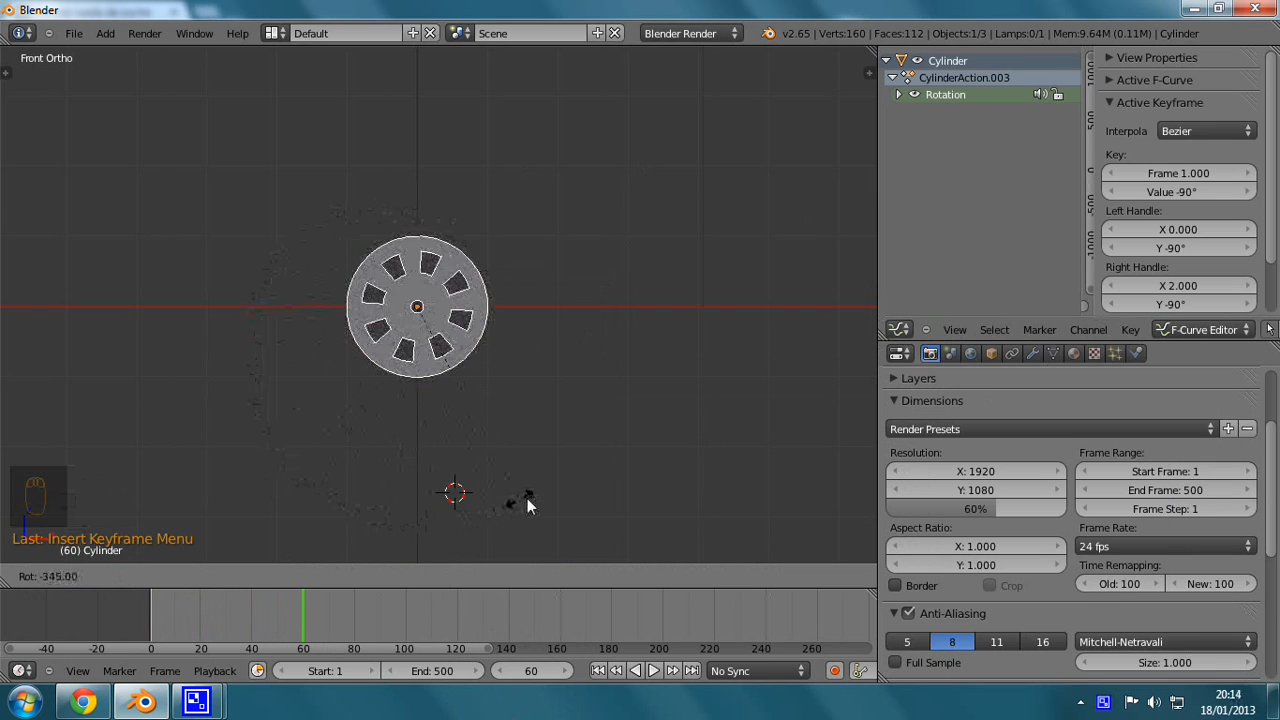 Blender
File Add Render Window Help Default Scene Blender Render v2.65 | Verts:160 | Faces:112 | Objects:1/3 | Lamps:0/1 | Mem:9.64M (0.11M) | Cylinder
Front Ortho
Last: Insert Keyframe Menu
(60) Cylinder
Rot: -345.00
-40 -20 0 20 40 60 80 100 120 140 160 180 200 220 240 260
View Marker Frame Playback Start: 1 End: 500 60 No Sync
Cylinder
CylinderAction.003
Rotation
1000
500
0
-500
-1000
View Properties
Active F-Curve
Active Keyframe
Interpola Bezier
Key:
Frame 1.000
Value -90°
Left Handle:
X 0.000
Y -90°
Right Handle:
X 2.000
Y -90°
View Select Marker Channel Key F-Curve Editor
Layers
Dimensions
Render Presets
Resolution: Frame Range:
X: 1920 Start Frame: 1
Y: 1080 End Frame: 500
60% Frame Step: 1
Aspect Ratio: Frame Rate:
X: 1.000 24 fps
Y: 1.000 Time Remapping:
Border Crop Old: 100 New: 100
Anti-Aliasing
5 8 11 16 Mitchell-Netravali
Full Sample Size: 1.000
20:14
18/01/2013